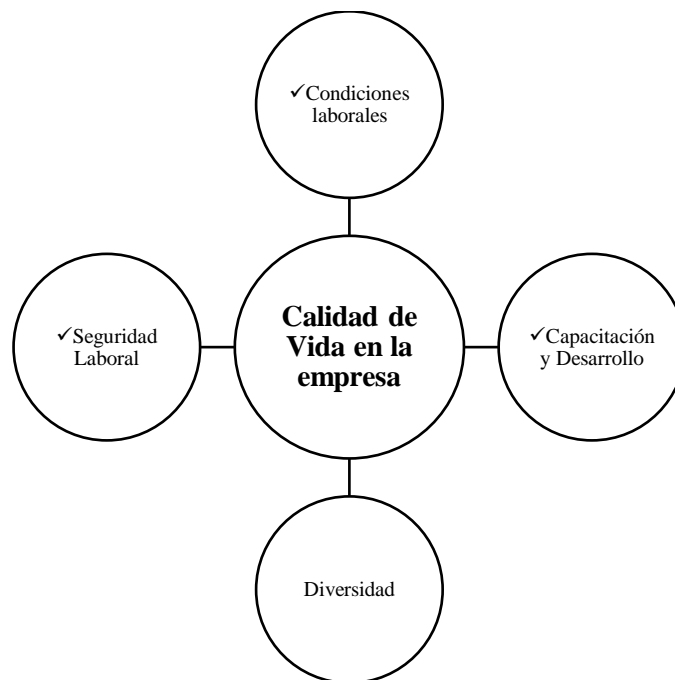 ✓Condiciones
laborales
✓Seguridad
Laboral
Calidad de
Vida en la
empresa
✓Capacitación
y Desarrollo
Diversidad